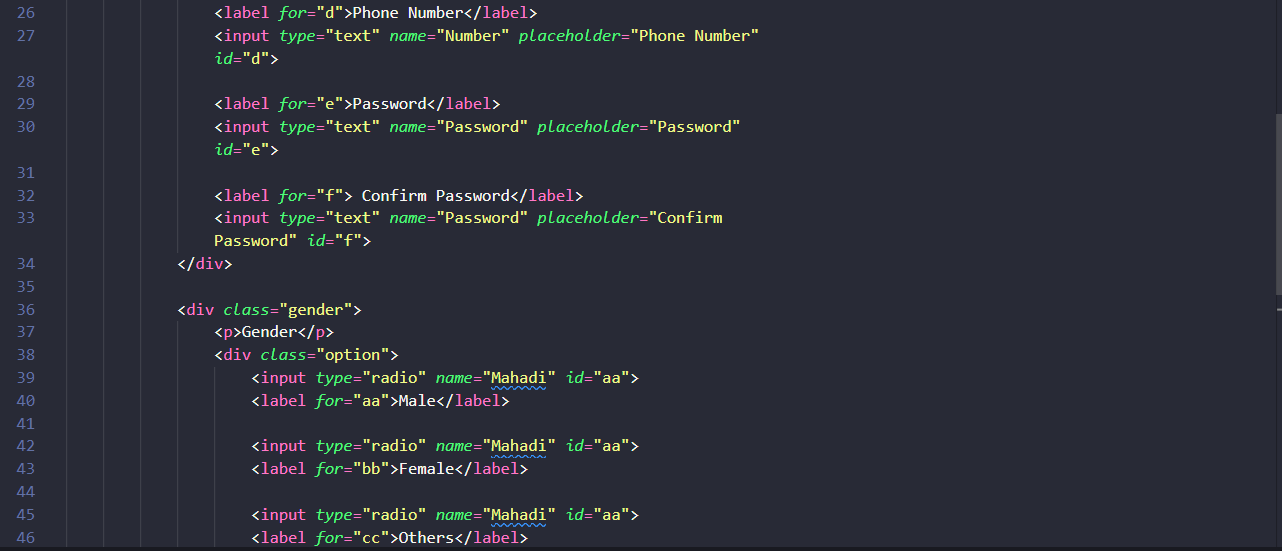 26 <label for="d">Phone Number</label>
27 <input type="text" name="Number" placeholder="Phone Number"
id="d">
28
29 <label for="e">Password</label>
30 <input type="text" name="Password" placeholder="Password"
id="e">
31
32 <label for="f"> Confirm Password</label>
33 <input type="text" name="Password" placeholder="Confirm
Password" id="f">
34 </div>
35
36 <div class="gender">
37 <p>Gender</p>
38 <div class="option">
39 <input type="radio" name="Mahadi" id="aa">
40 <label for="aa">Male</label>
41
42 <input type="radio" name="Mahadi" id="aa">
43 <label for="bb">Female</label>
44
45 <input type="radio" name="Mahadi" id="aa">
46 <label for="cc">Others</label>